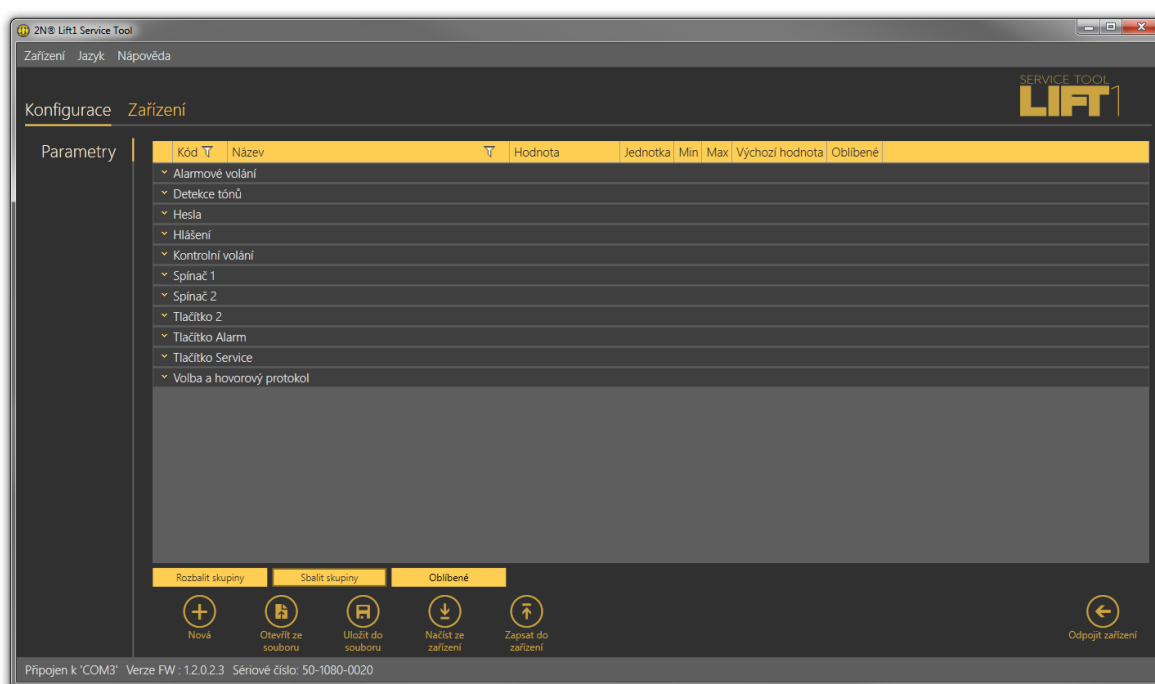 2N® Lift1 Service Tool
Zařízení Jazyk Nápověda
SERVICE TOOL
LIFT1
Konfigurace Zařízení
Parametry
Kód Název Hodnota Jednotka Min Max Výchozí hodnota Oblíbené
Alarmové volání
Detekce tónů
Hesla
Hlášení
Kontrolní volání
Spínač 1
Spínač 2
Tlačítko 2
Tlačítko Alarm
Tlačítko Service
Volba a hovorový protokol
Rozbalit skupiny Sbalit skupiny Oblíbené
Nová
Otevřít ze
souboru
Uložit do
souboru
Načíst ze
zařízení
Zapsat do
zařízení
Odpojit zařízení
Připojen k 'COM3' Verze FW : 1.2.0.2.3 Sériové číslo: 50-1080-0020